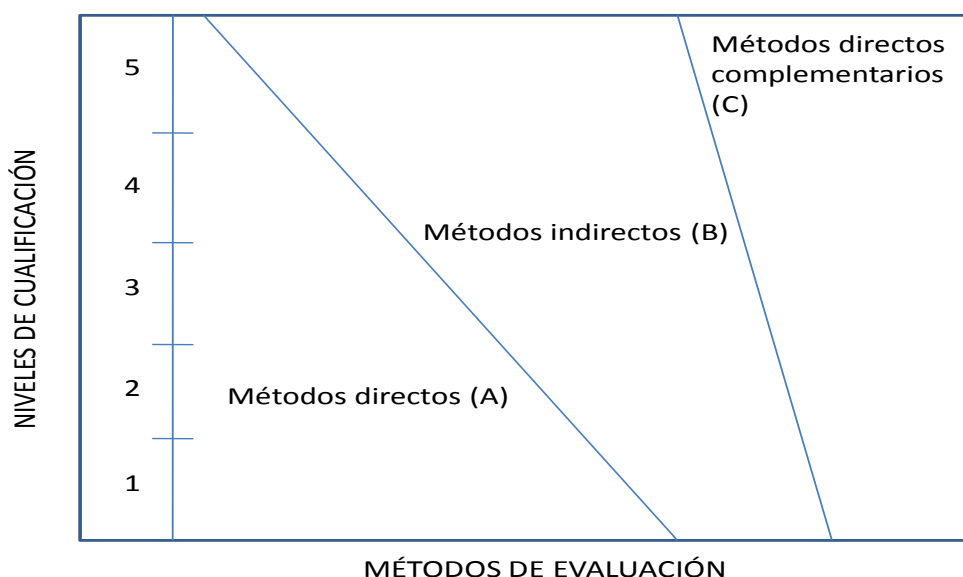 NIVELES DE CUALIFICACIÓN
5
4
3
2
1
Métodos directos
complementarios
(C)
Métodos indirectos (B)
Métodos directos (A)
MÉTODOS DE EVALUACIÓN